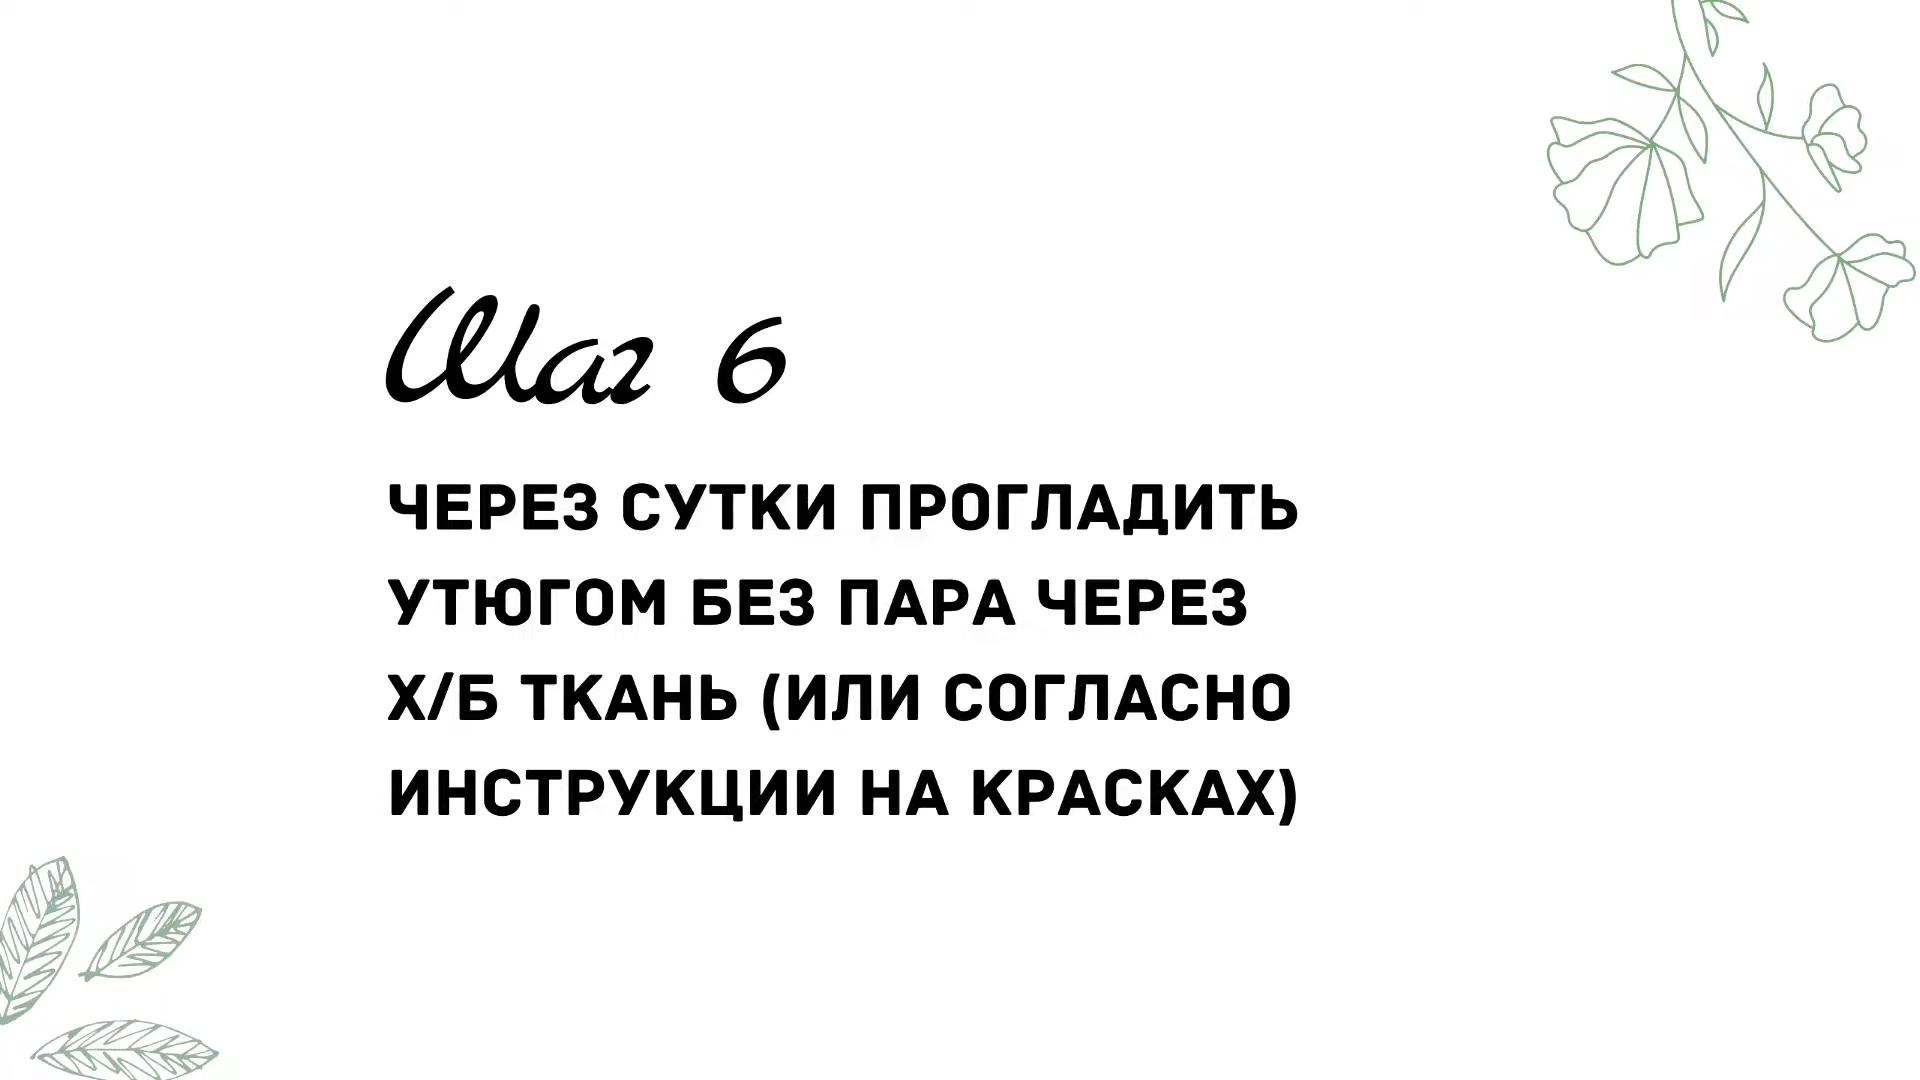 Шаг 6
ЧЕРЕЗ СУТКИ ПРОГЛАДИТЬ
УТЮГОМ БЕЗ ПАРА ЧЕРЕЗ
Х/Б ТКАНЬ (ИЛИ СОГЛАСНО
ИНСТРУКЦИИ НА КРАСКАХ)